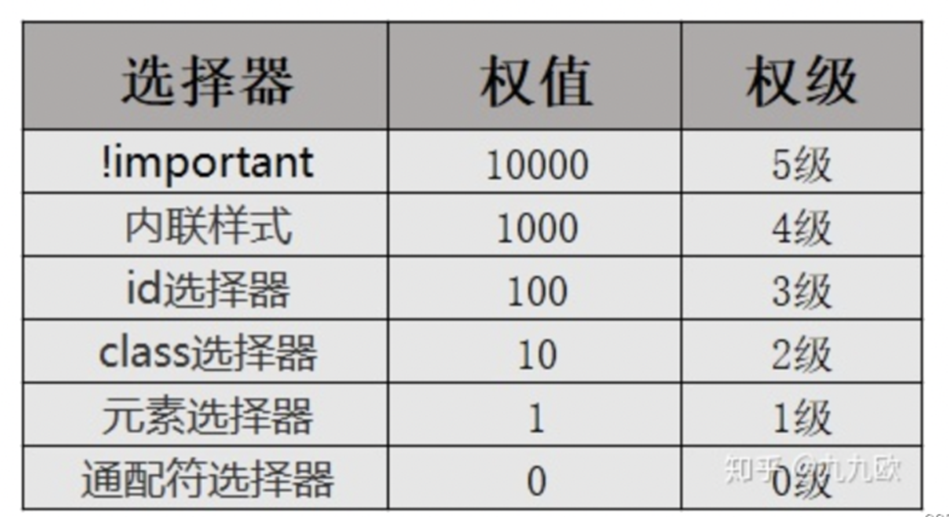 选择器 权值 权级
!important 10000 5级
内联样式 1000 4级
id选择器 100 3级
class选择器 10 2级
元素选择器 1 1级
通配符选择器 0 0级
知乎 @九九欧